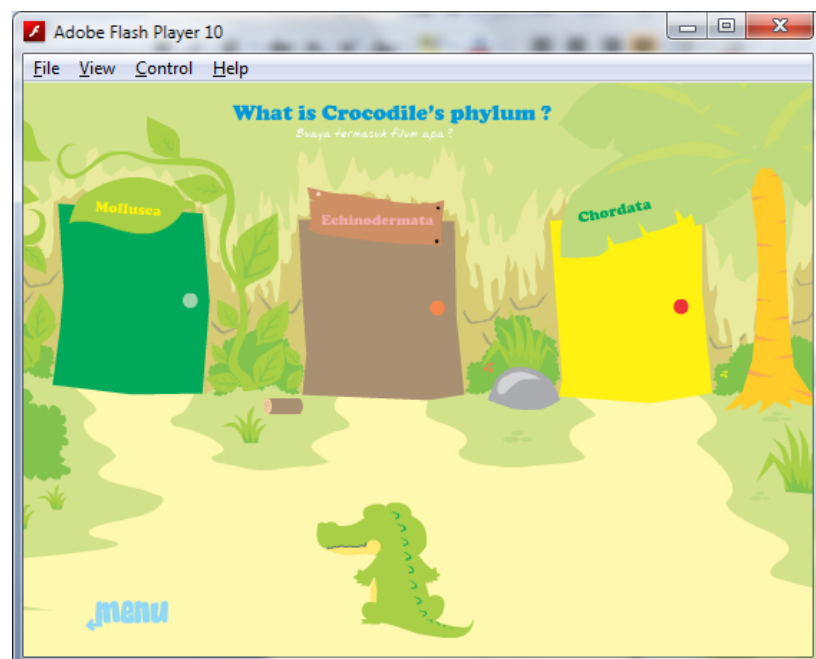 Adobe Flash Player 10
File View Control Help
What is Crocodile's phylum ?
Buaya termasuk filum apa ?
Mollusca
Echinodermata
Chordata
menu